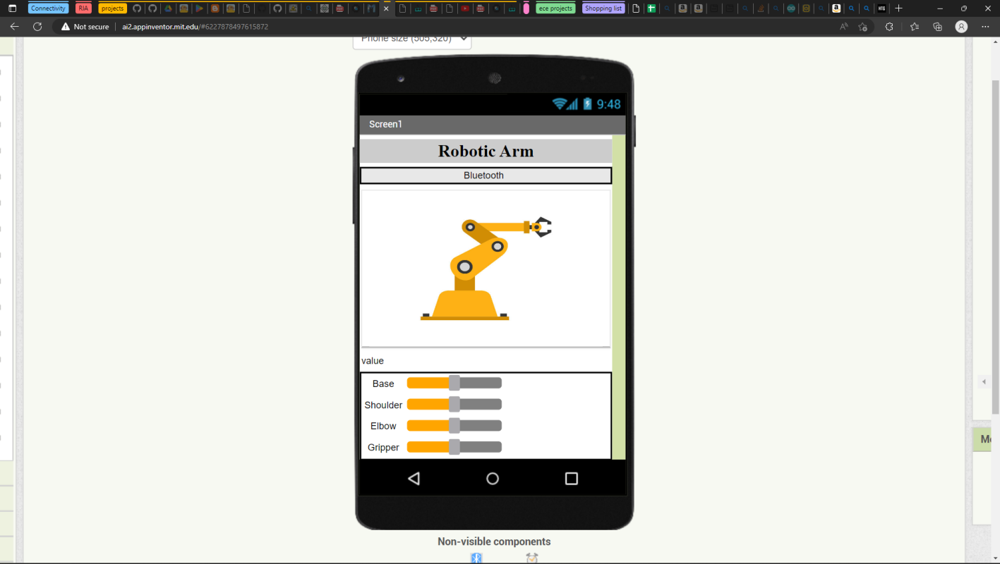 Connectivity RIA projects ece projects Shopping list HTG
Not secure ai2.appinventor.mit.edu/#6227878497615872
Phone size (505,320)
9:48
Screen1
Robotic Arm
Bluetooth
value
Base
Shoulder
Elbow
Gripper
Non-visible components